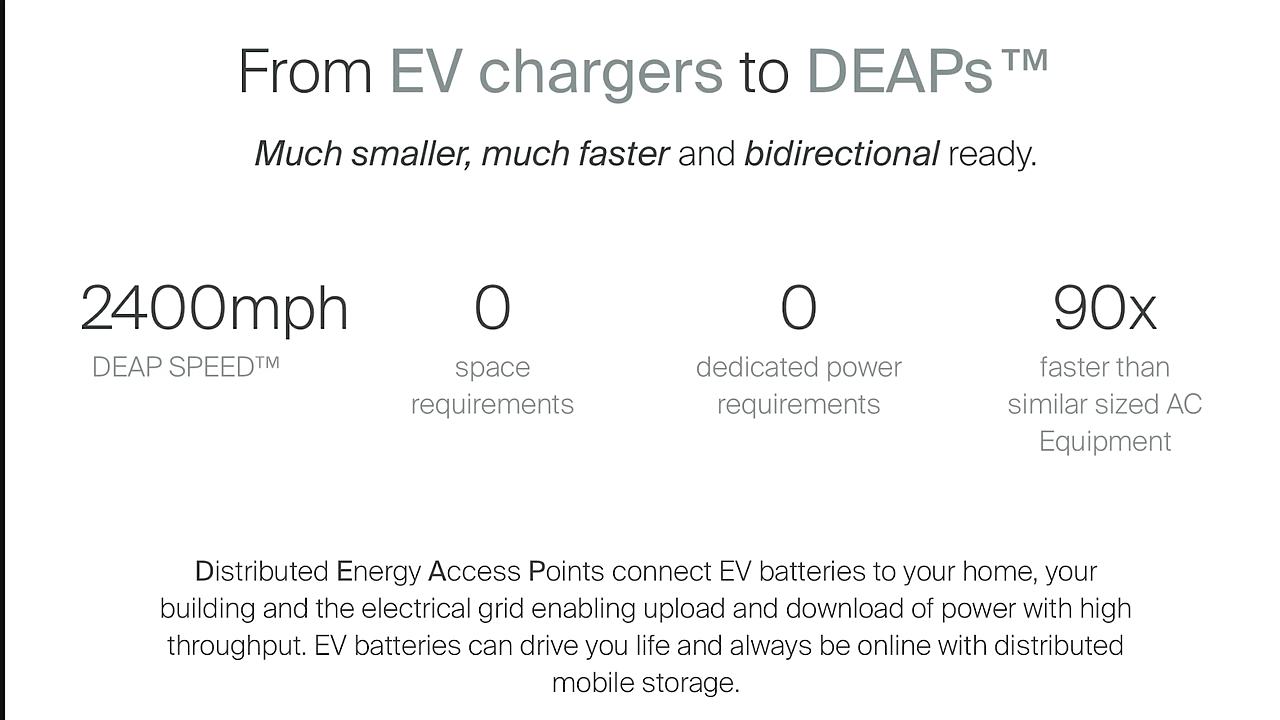 From EV chargers to DEAPs™
Much smaller, much faster and bidirectional ready.
2400mph
DEAP SPEED™
0
space
requirements
0
dedicated power
requirements
90x
faster than
similar sized AC
Equipment
Distributed Energy Access Points connect EV batteries to your home, your
building and the electrical grid enabling upload and download of power with high
throughput. EV batteries can drive you life and always be online with distributed
mobile storage.